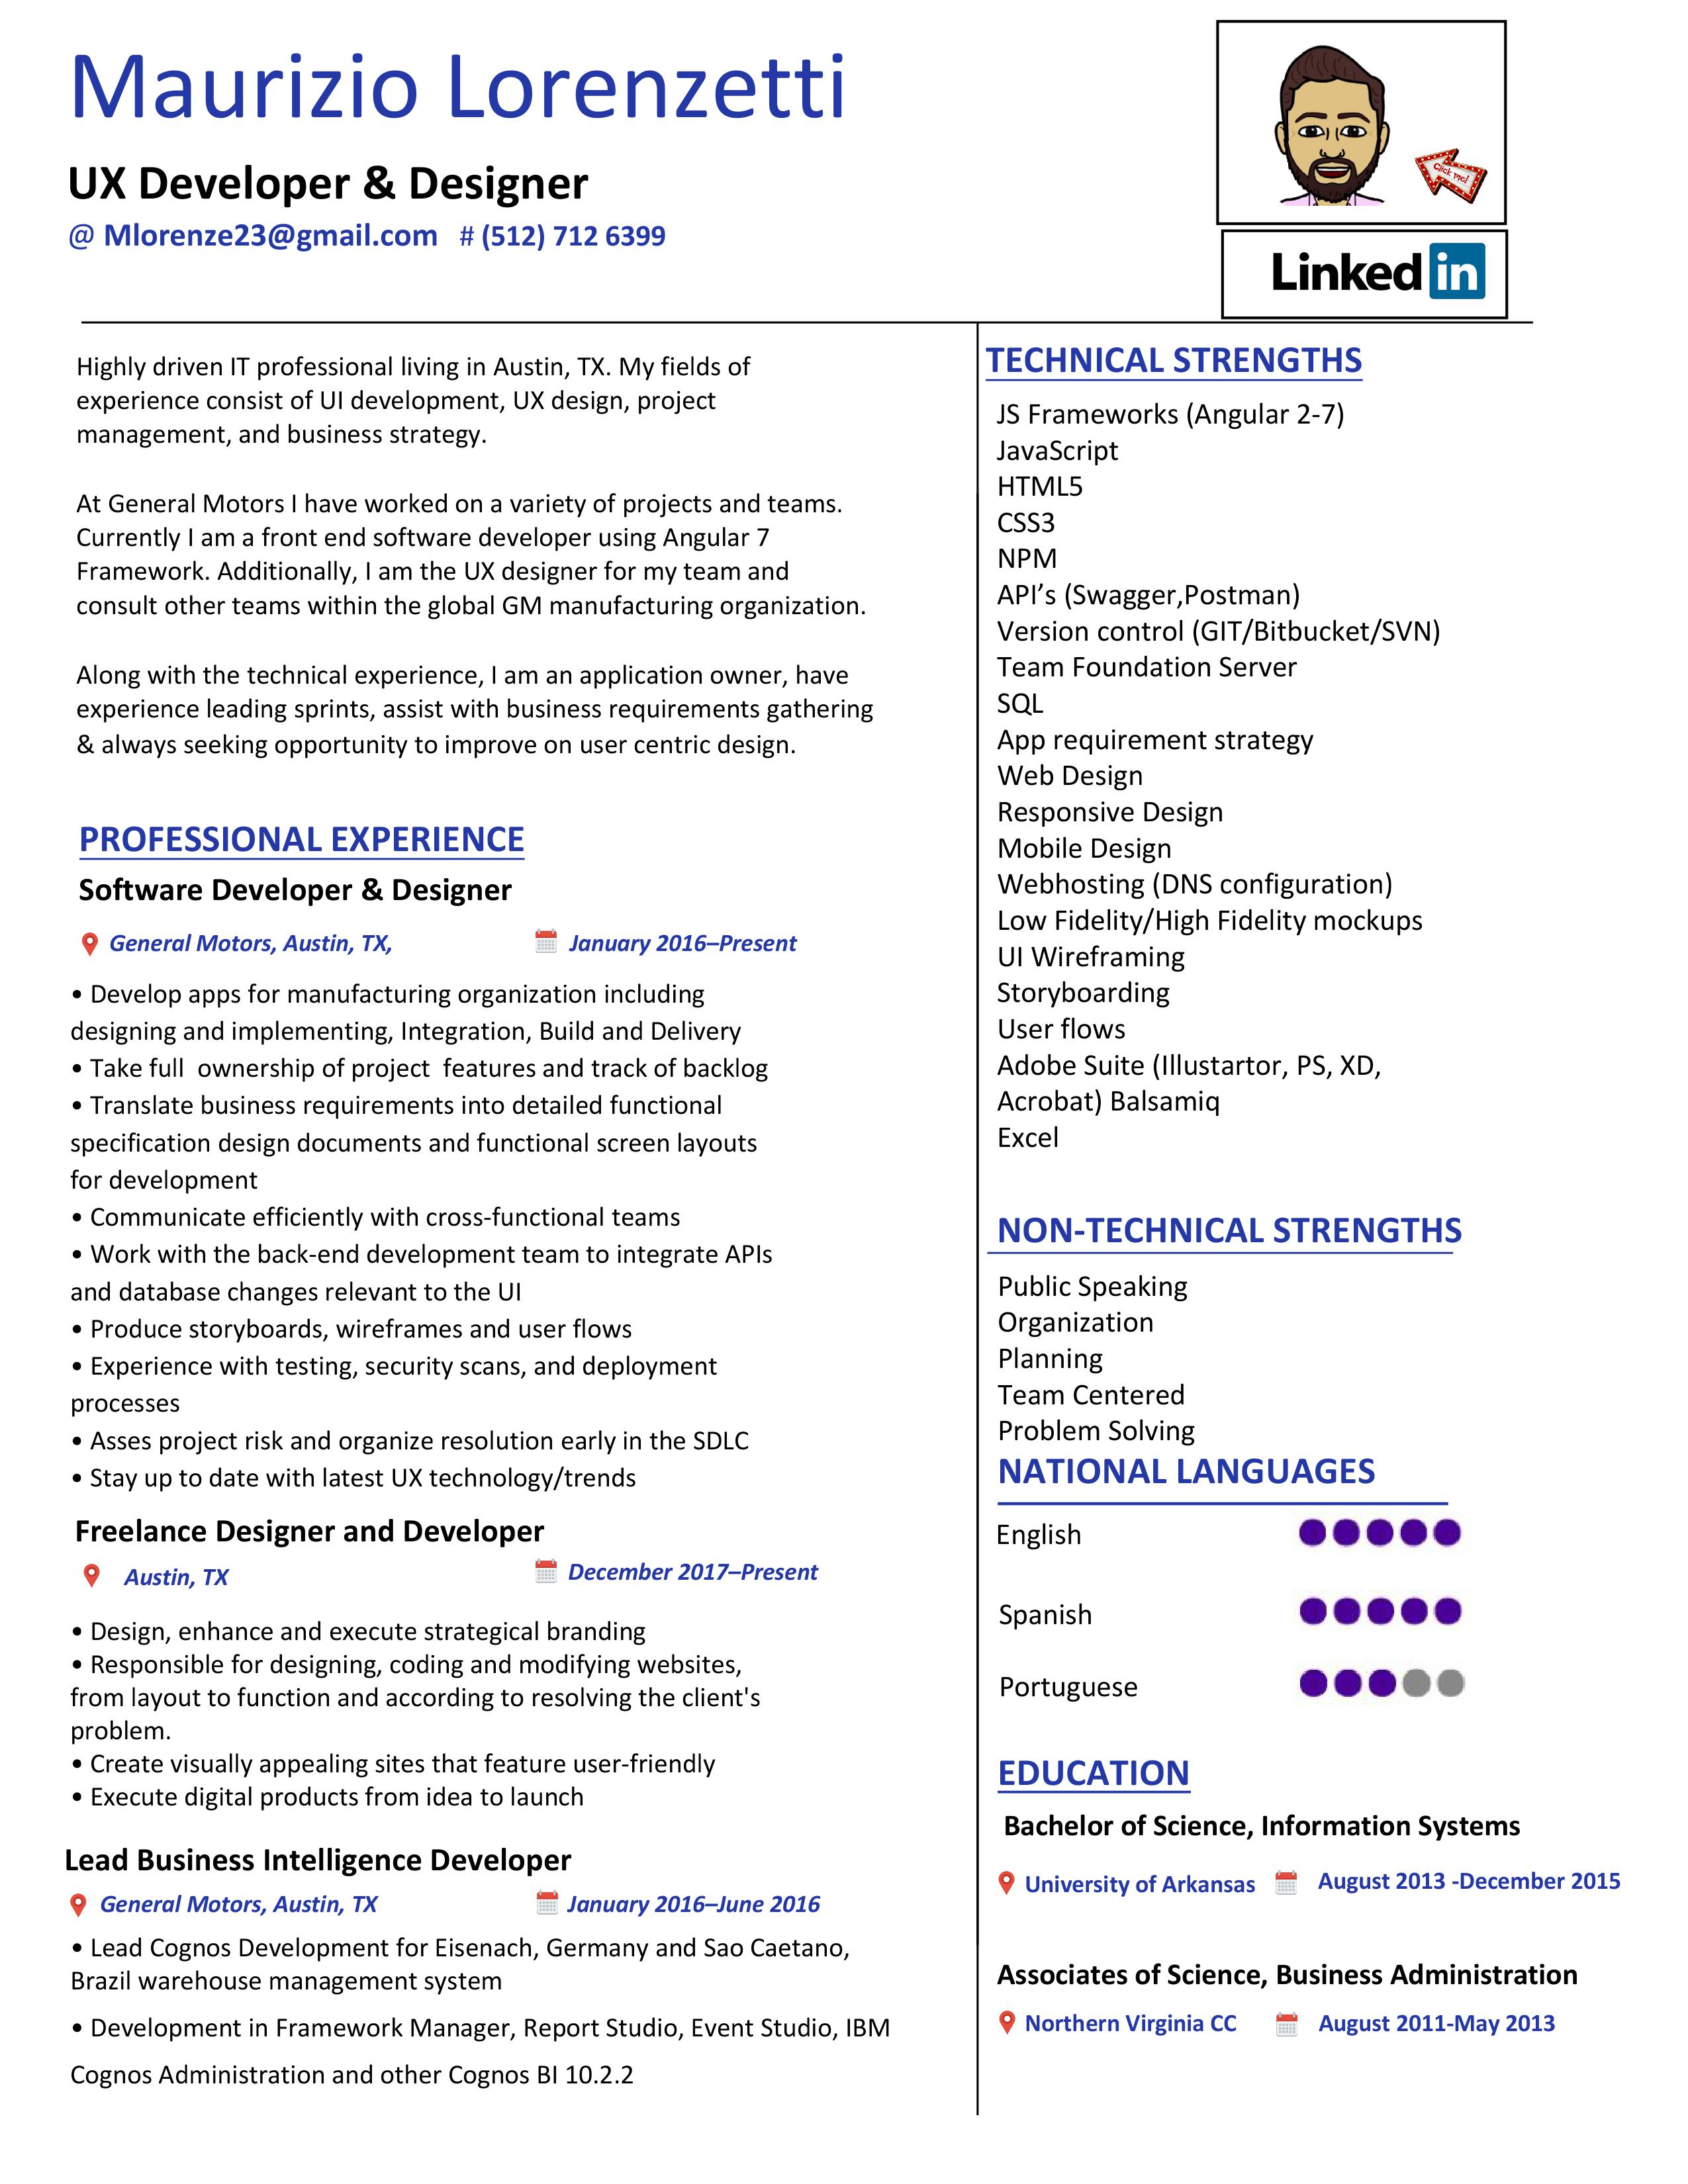 Maurizio Lorenzetti
UX Developer & Designer
@ Mlorenze23@gmail.com # (512) 712 6399
Click Me!
Linked in
Highly driven IT professional living in Austin, TX. My fields of
experience consist of UI development, UX design, project
management, and business strategy.
At General Motors I have worked on a variety of projects and teams.
Currently I am a front end software developer using Angular 7
Framework. Additionally, I am the UX designer for my team and
consult other teams within the global GM manufacturing organization.
Along with the technical experience, I am an application owner, have
experience leading sprints, assist with business requirements gathering
& always seeking opportunity to improve on user centric design.
PROFESSIONAL EXPERIENCE
Software Developer & Designer
General Motors, Austin, TX, January 2016–Present
• Develop apps for manufacturing organization including
designing and implementing, Integration, Build and Delivery
• Take full  ownership of project  features and track of backlog
• Translate business requirements into detailed functional
specification design documents and functional screen layouts
for development
• Communicate efficiently with cross-functional teams
• Work with the back-end development team to integrate APIs
and database changes relevant to the UI
• Produce storyboards, wireframes and user flows
• Experience with testing, security scans, and deployment
processes
• Asses project risk and organize resolution early in the SDLC
• Stay up to date with latest UX technology/trends
Freelance Designer and Developer
Austin, TX December 2017–Present
• Design, enhance and execute strategical branding
• Responsible for designing, coding and modifying websites,
from layout to function and according to resolving the client's
problem.
• Create visually appealing sites that feature user-friendly
• Execute digital products from idea to launch
Lead Business Intelligence Developer
General Motors, Austin, TX January 2016–June 2016
• Lead Cognos Development for Eisenach, Germany and Sao Caetano,
Brazil warehouse management system
• Development in Framework Manager, Report Studio, Event Studio, IBM
Cognos Administration and other Cognos BI 10.2.2
TECHNICAL STRENGTHS
JS Frameworks (Angular 2-7)
JavaScript
HTML5
CSS3
NPM
API’s (Swagger,Postman)
Version control (GIT/Bitbucket/SVN)
Team Foundation Server
SQL
App requirement strategy
Web Design
Responsive Design
Mobile Design
Webhosting (DNS configuration)
Low Fidelity/High Fidelity mockups
UI Wireframing
Storyboarding
User flows
Adobe Suite (Illustartor, PS, XD,
Acrobat) Balsamiq
Excel
NON-TECHNICAL STRENGTHS
Public Speaking
Organization
Planning
Team Centered
Problem Solving
NATIONAL LANGUAGES
English
Spanish
Portuguese
EDUCATION
Bachelor of Science, Information Systems
University of Arkansas August 2013 -December 2015
Associates of Science, Business Administration
Northern Virginia CC August 2011-May 2013